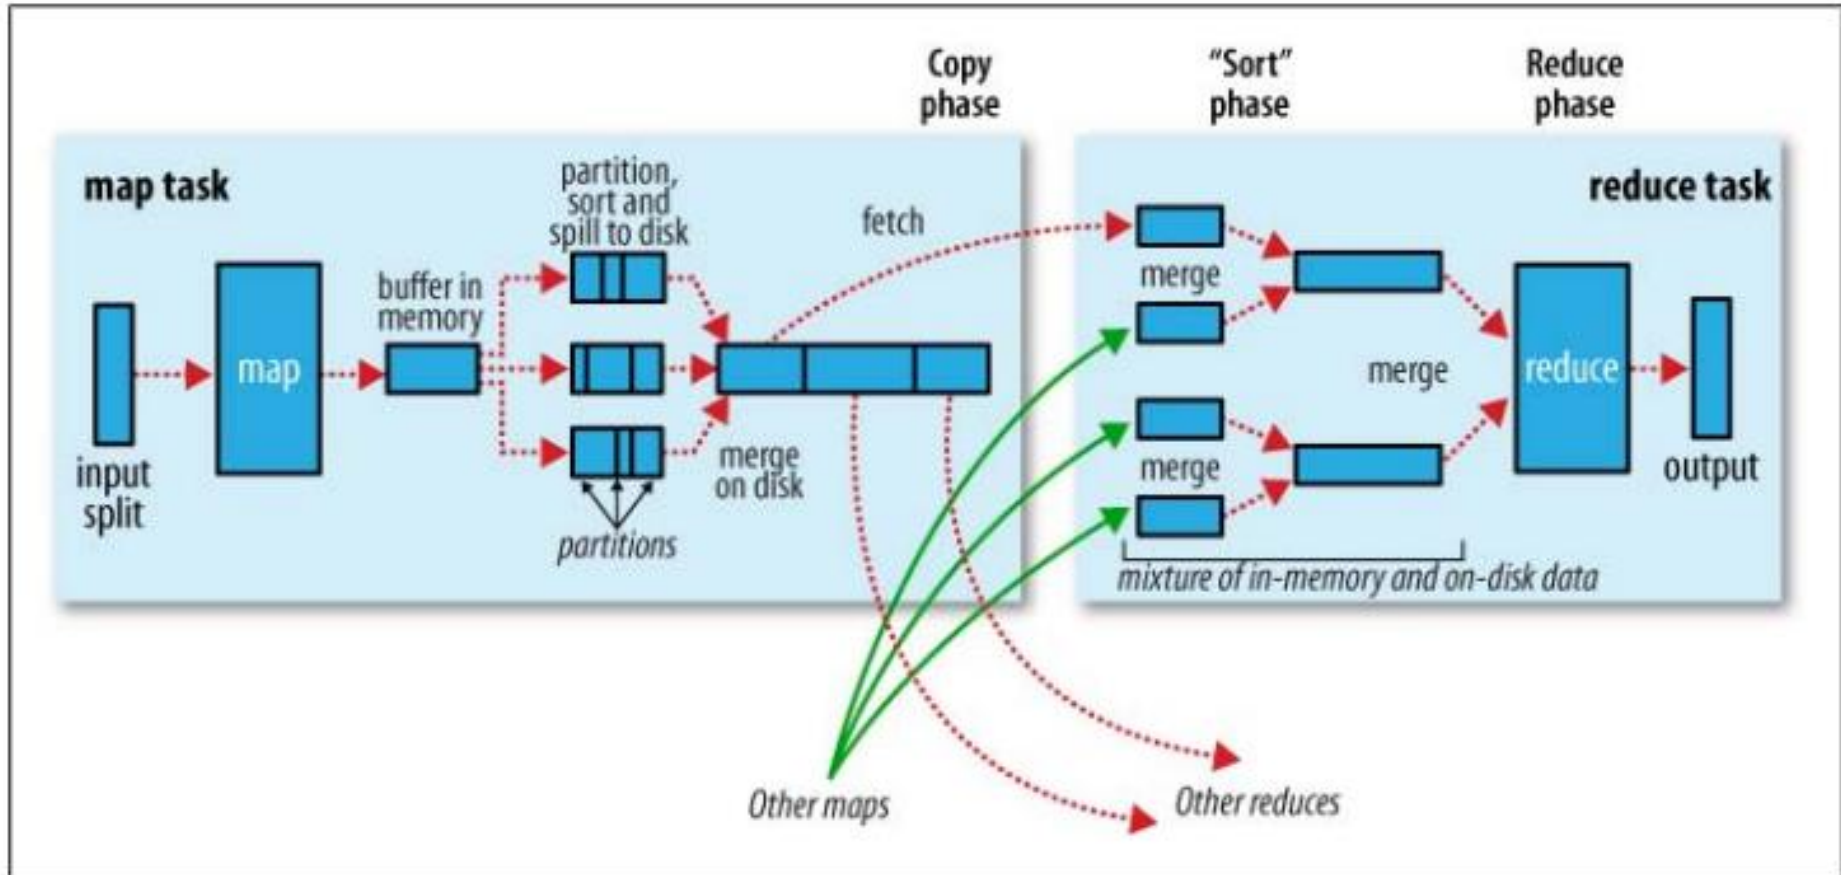 Copy
phase
“Sort”
phase
Reduce
phase
map task
partition,
sort and
spill to disk
fetch
buffer in
memory
map
input
split
merge
on disk
partitions
reduce task
merge
merge
merge
reduce
output
mixture of in-memory and on-disk data
Other maps
Other reduces